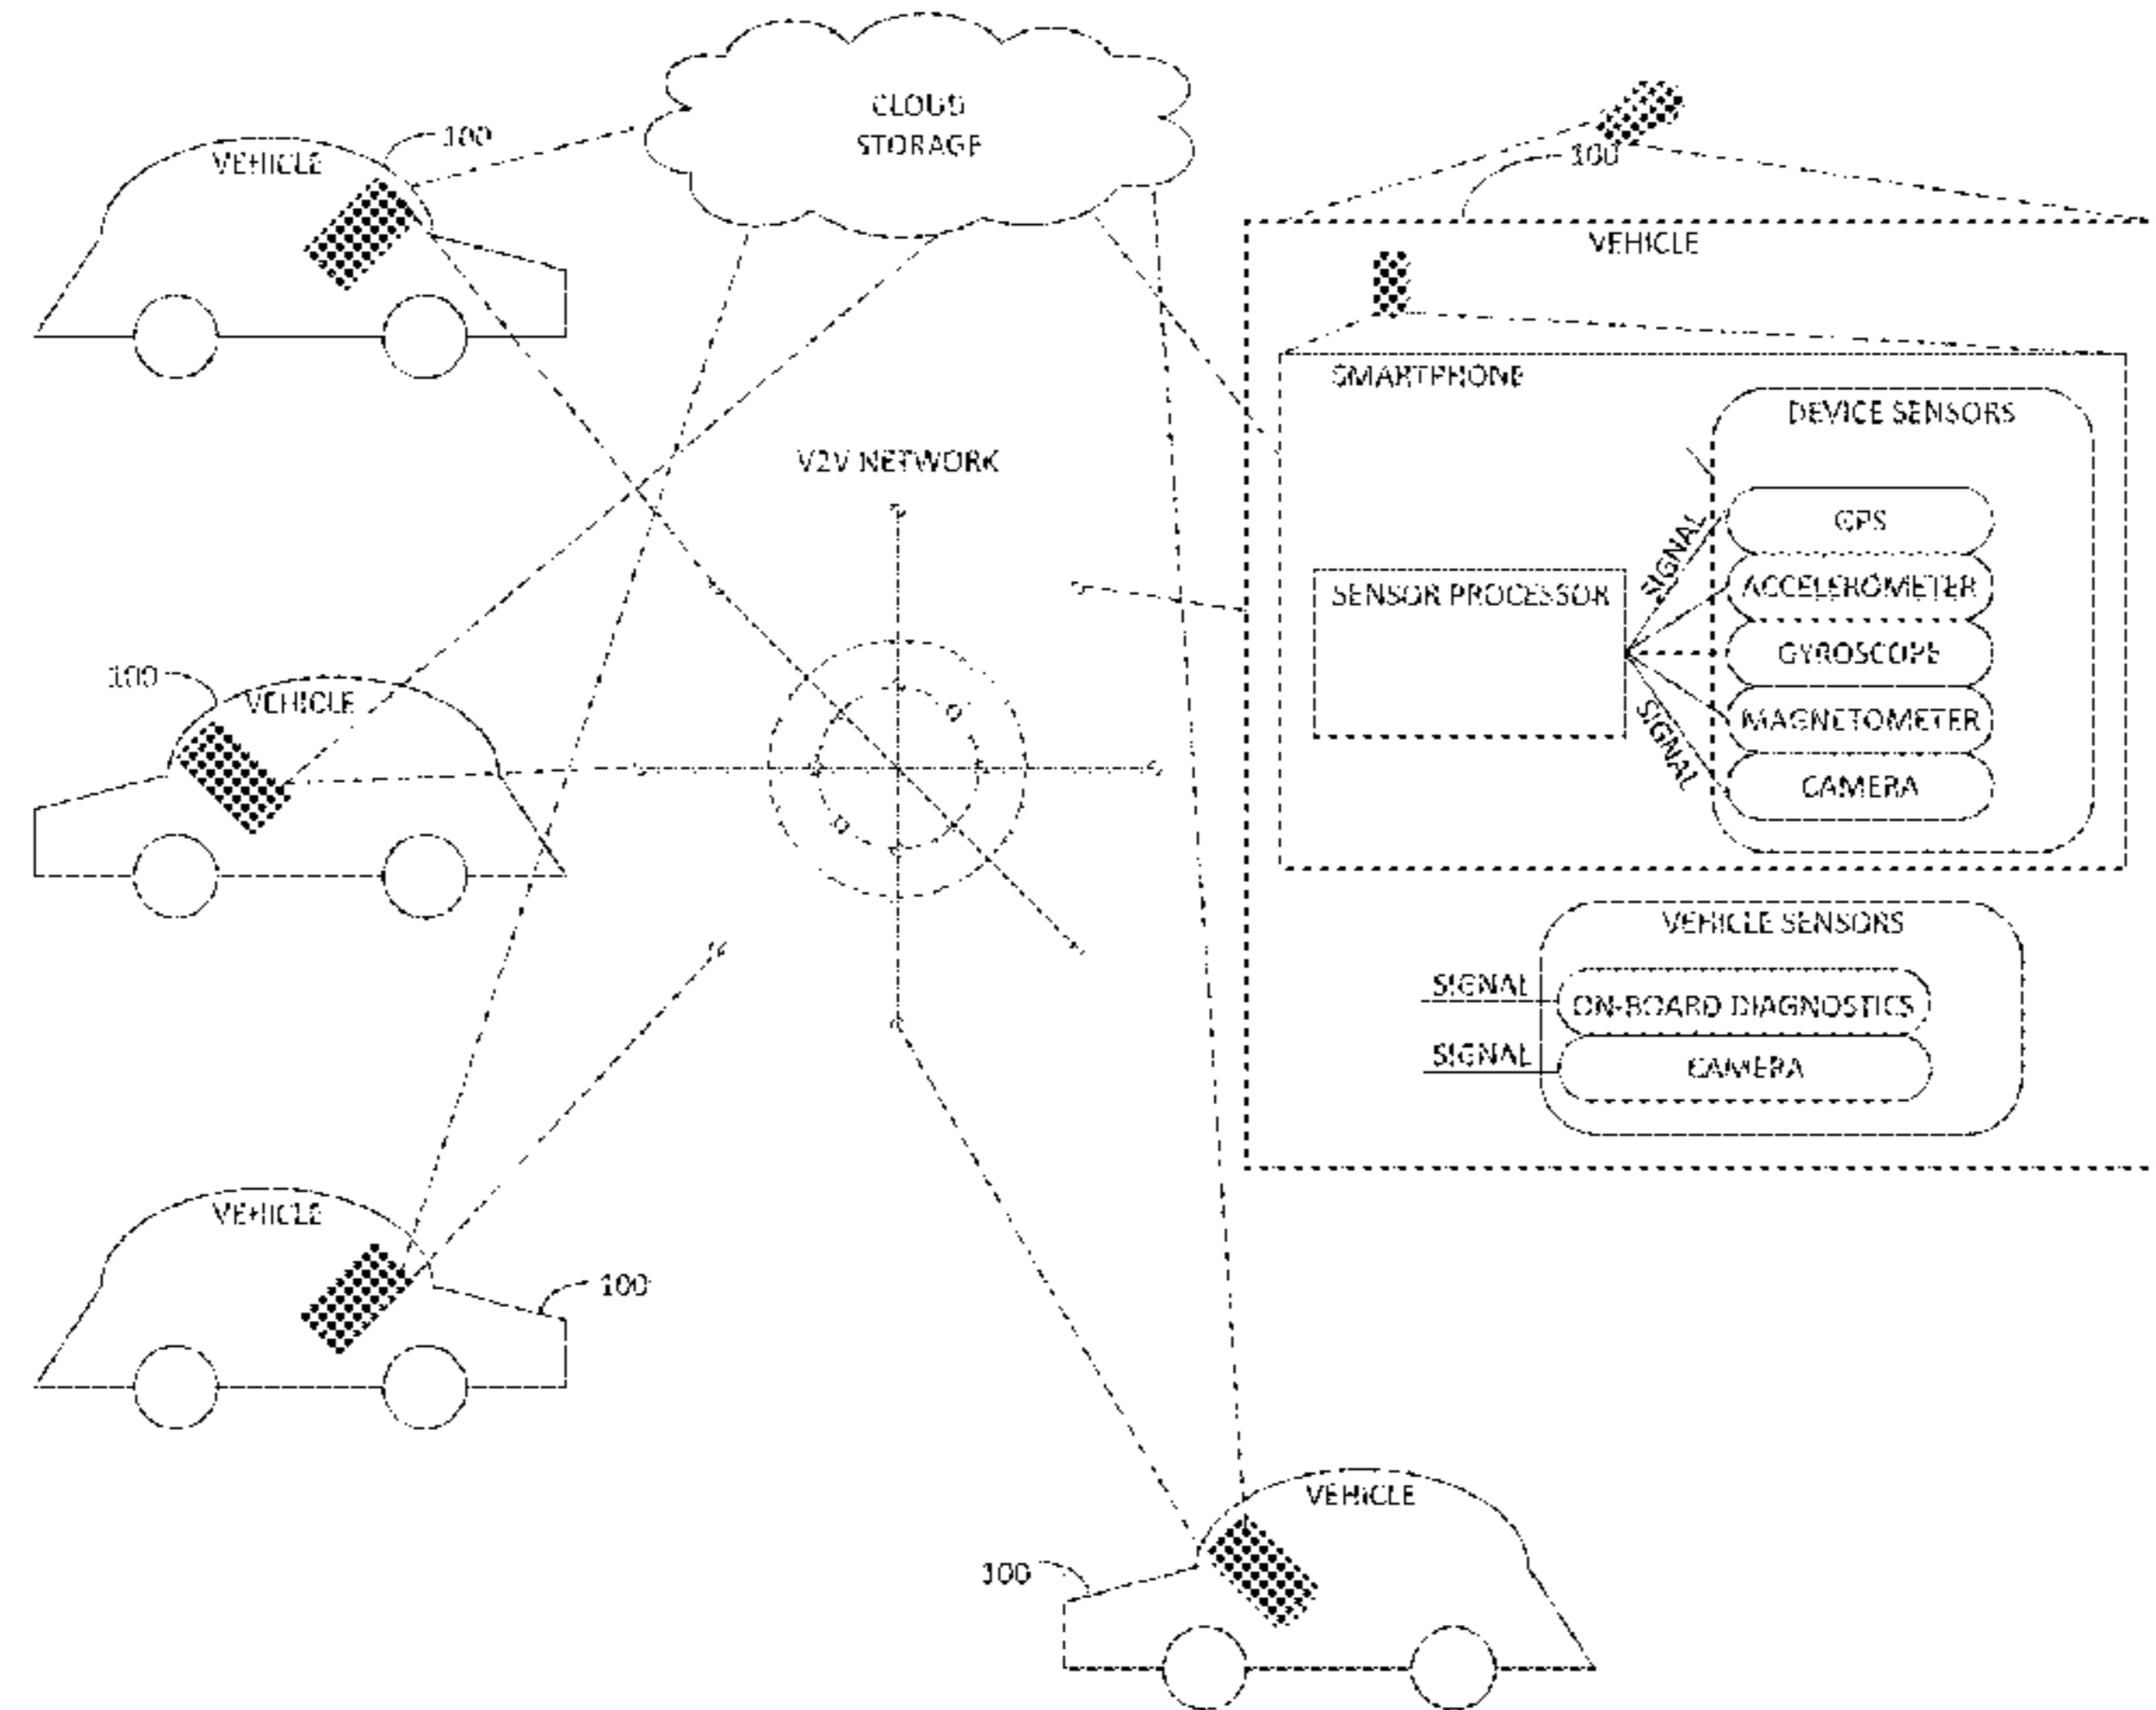 CLOUD
STORAGE
100
VEHICLE
100
VEHICLE
SMARTPHONE
DEVICE SENSORS
V2V NETWORK
GPS
SIGNAL
ACCELEROMETER
SENSOR PROCESSOR
GYROSCOPE
100
VEHICLE
MAGNETOMETER
SIGNAL
CAMERA
VEHICLE SENSORS
SIGNAL
ON-BOARD DIAGNOSTICS
SIGNAL
CAMERA
VEHICLE
100
VEHICLE
100